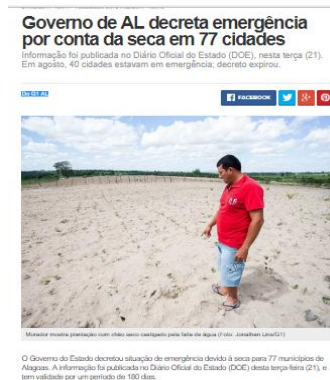 Governo de AL decreta emergência
por conta da seca em 77 cidades
Informação foi publicada no Diário Oficial do Estado (DOE), nesta terça (21).
Em agosto, 40 cidades estavam em emergência; decreto expirou.
Do G1 AL
FACEBOOK
Morador mostra plantação com chão seco castigado pela falta de água (Foto: Jonathan Lins/G1)
O Governo do Estado decretou situação de emergência devido à seca para 77 municípios de
Alagoas. A informação foi publicada no Diário Oficial do Estado (DOE) desta terça-feira (21), e
tem validade por um período de 180 dias.